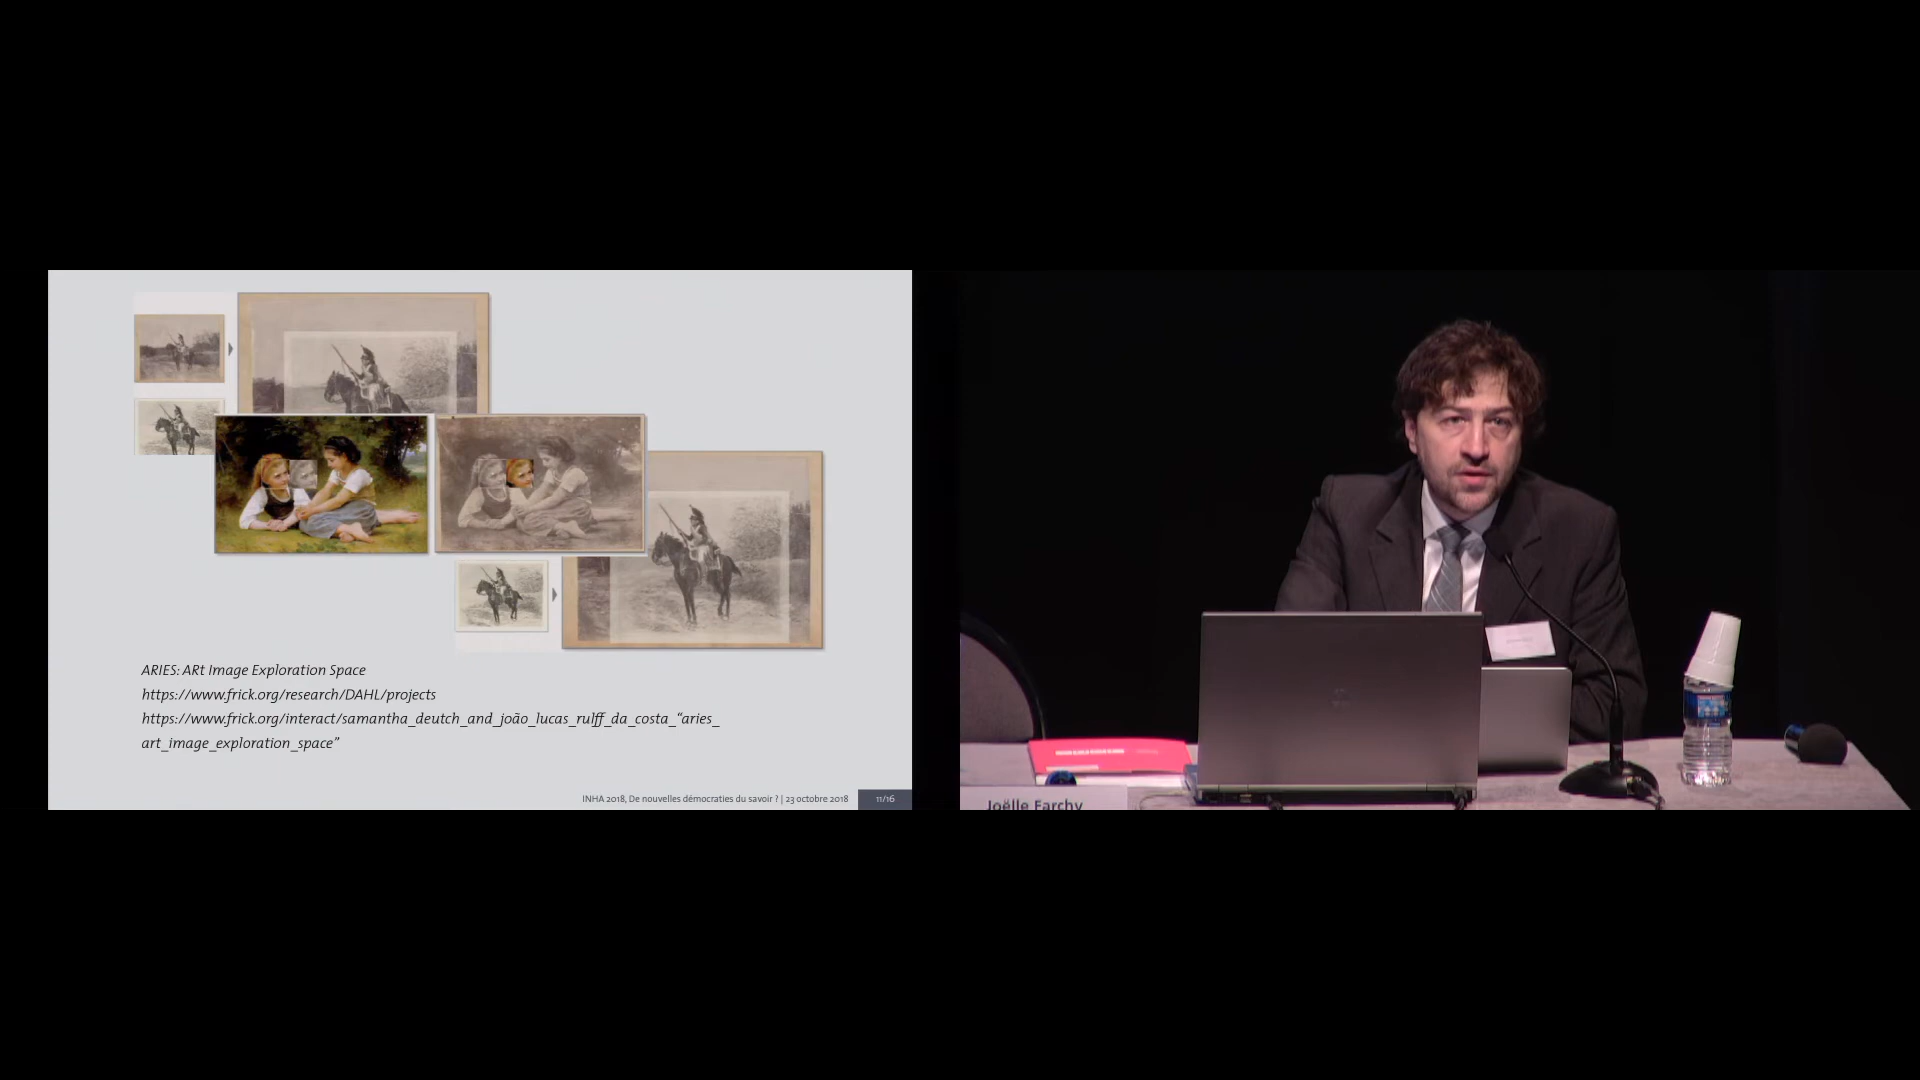 ARIES: ARt Image Exploration Space
https://www.frick.org/research/DAHL/projects
https://www.frick.org/interact/samantha_deutch_and_joão_lucas_rulff_da_costa_“aries_
art_image_exploration_space”
INHA 2018, De nouvelles démocraties du savoir ? | 23 octobre 2018
11/16
Joëlle Farchy